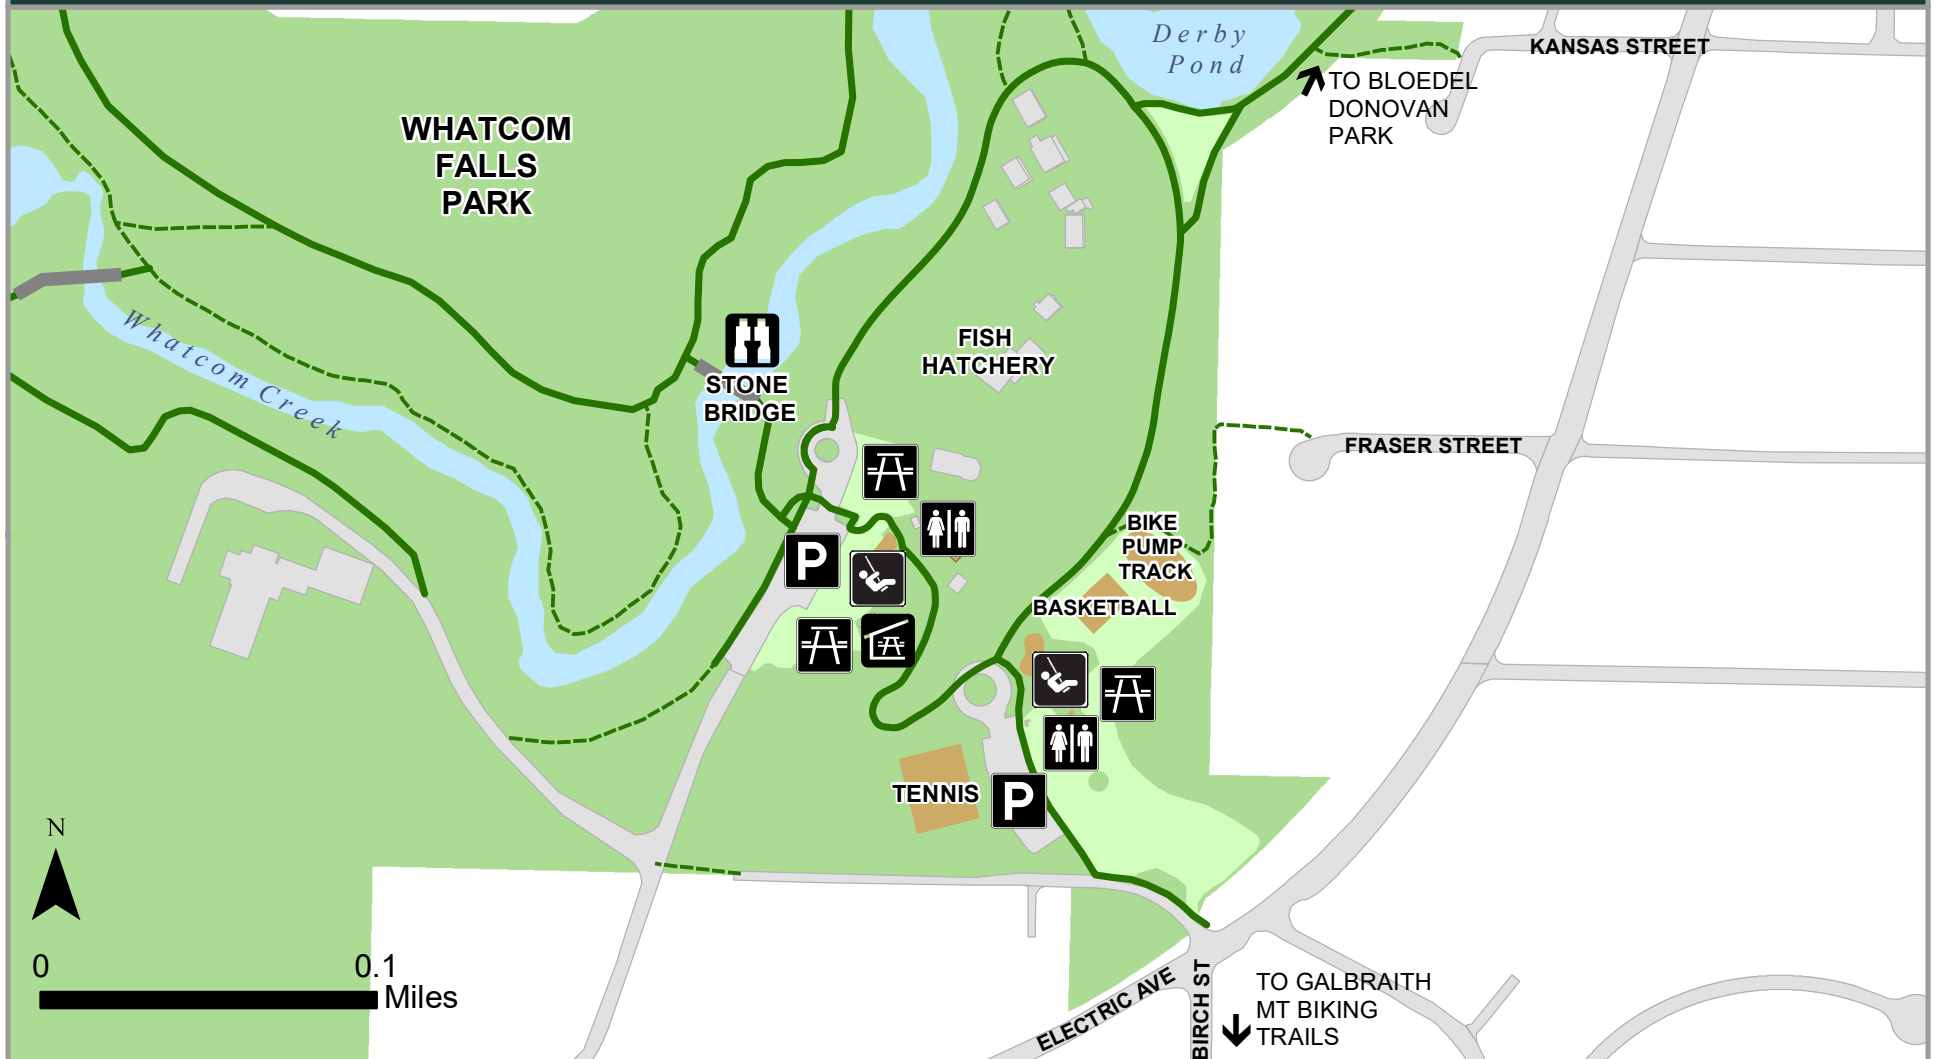 Derby
Pond
KANSAS STREET
TO BLOEDEL
DONOVAN
PARK
WHATCOM
FALLS
PARK
Whatcom Creek
FISH
HATCHERY
STONE
BRIDGE
FRASER STREET
BIKE
PUMP
TRACK
P
BASKETBALL
TENNIS
P
N
0 0.1
Miles
ELECTRIC AVE
BIRCH ST
TO GALBRAITH
MT BIKING
TRAILS